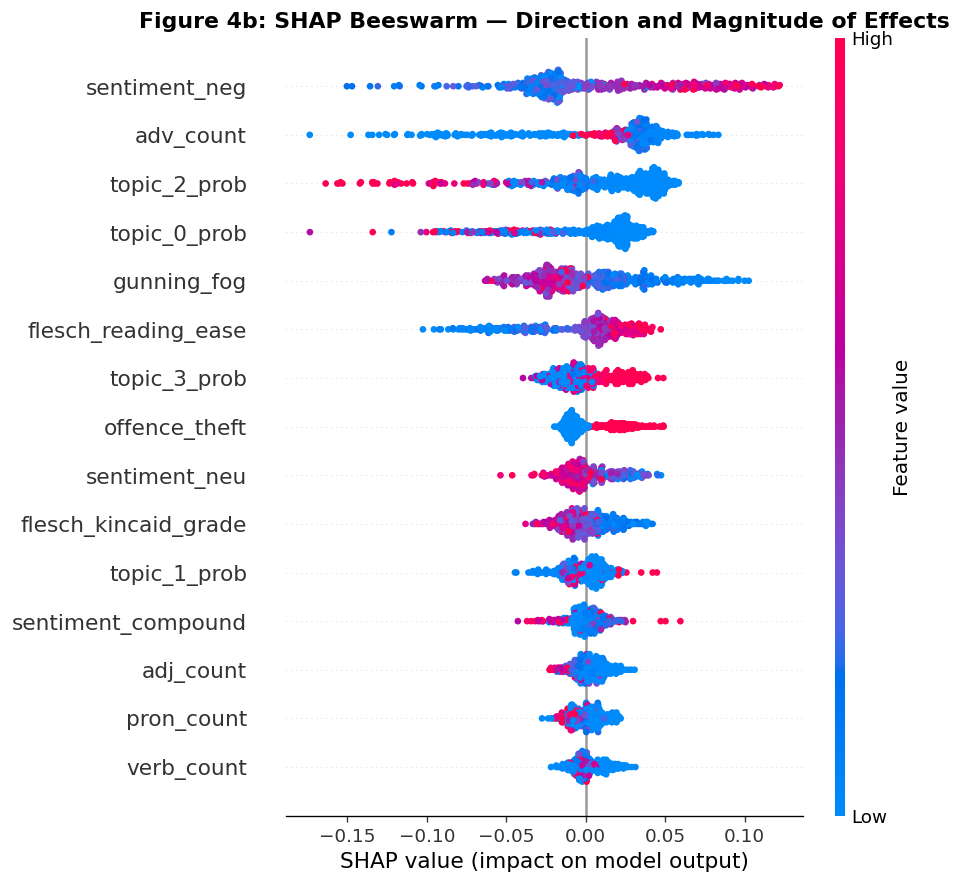 Figure 4b: SHAP Beeswarm — Direction and Magnitude of Effects
High
sentiment_neg
adv_count
topic_2_prob
topic_0_prob
gunning_fog
flesch_reading_ease
topic_3_prob
offence_theft
sentiment_neu
flesch_kincaid_grade
topic_1_prob
sentiment_compound
adj_count
pron_count
verb_count
Feature value
Low
−0.15 −0.10 −0.05 0.00 0.05 0.10
SHAP value (impact on model output)